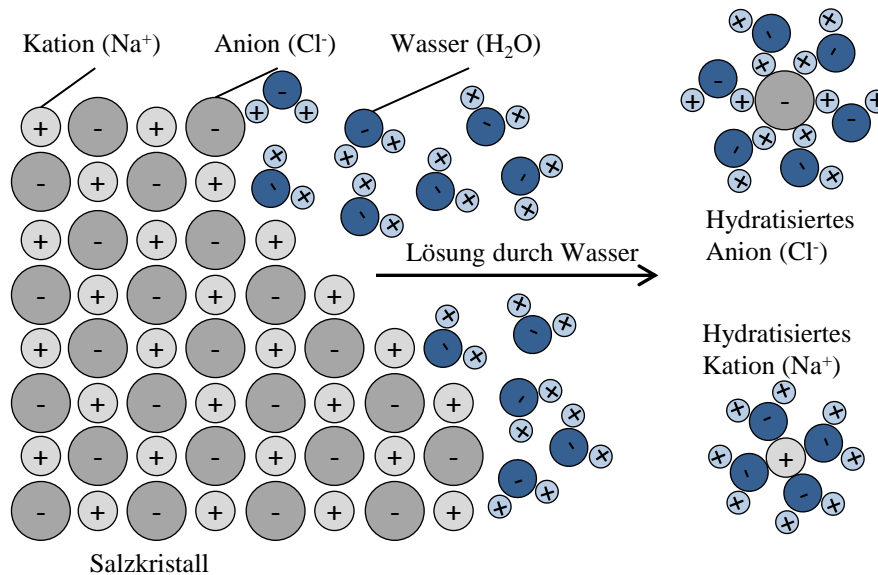 Kation (Na⁺)
Anion (Cl⁻)
Wasser (H₂O)
Lösung durch Wasser
Hydratisiertes
Anion (Cl⁻)
Hydratisiertes
Kation (Na⁺)
Salzkristall